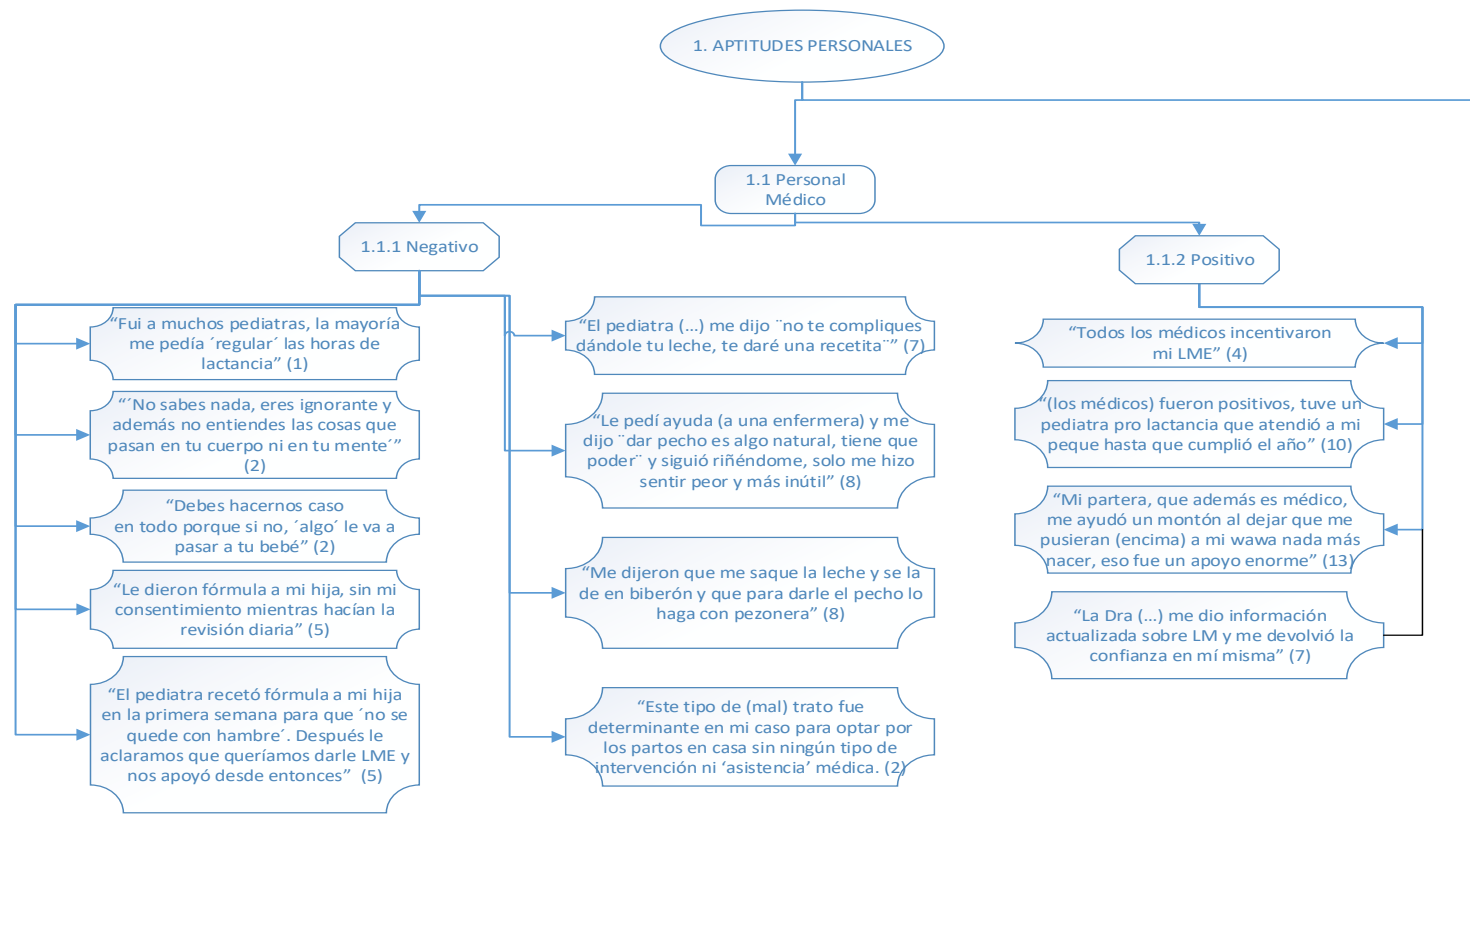 1. APTITUDES PERSONALES
1.1 Personal
Médico
1.1.1 Negativo
1.1.2 Positivo
“Fui a muchos pediatras, la mayoría
me pedía ´regular´ las horas de
lactancia” (1)
“´No sabes nada, eres ignorante y
además no entiendes las cosas que
pasan en tu cuerpo ni en tu mente´”
(2)
“Debes hacernos caso
en todo porque si no, ´algo´ le va a
pasar a tu bebé” (2)
“Le dieron fórmula a mi hija, sin mi
consentimiento mientras hacían la
revisión diaria” (5)
“El pediatra recetó fórmula a mi hija
en la primera semana para que ´no se
quede con hambre´. Después le
aclaramos que queríamos darle LME y
nos apoyó desde entonces” (5)
“El pediatra (...) me dijo ¨no te compliques
dándole tu leche, te daré una recetita¨” (7)
“Le pedí ayuda (a una enfermera) y me
dijo ¨dar pecho es algo natural, tiene que
poder¨ y siguió riñéndome, solo me hizo
sentir peor y más inútil” (8)
“Me dijeron que me saque la leche y se la
de en biberón y que para darle el pecho lo
haga con pezonera” (8)
“Este tipo de (mal) trato fue
determinante en mi caso para optar por
los partos en casa sin ningún tipo de
intervención ni ‘asistencia’ médica. (2)
“Todos los médicos incentivaron
mi LME” (4)
“(los médicos) fueron positivos, tuve un
pediatra pro lactancia que atendió a mi
peque hasta que cumplió el año” (10)
“Mi partera, que además es médico,
me ayudó un montón al dejar que me
pusieran (encima) a mi wawa nada más
nacer, eso fue un apoyo enorme” (13)
“La Dra (...) me dio información
actualizada sobre LM y me devolvió la
confianza en mí misma” (7)